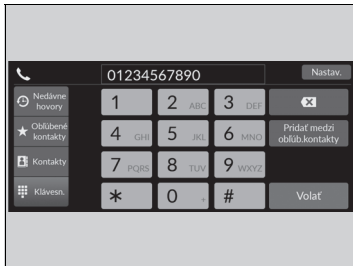 01234567890
Nastav.
Nedávne
hovory
1
2 ABC
3 DEF
Obľúbené
kontakty
4 GHI
5 JKL
6 MNO
Pridať medzi
obľúb.kontakty
Kontakty
7 PQRS
8 TUV
9 WXYZ
Klávesn.
*
0 +
#
Volať